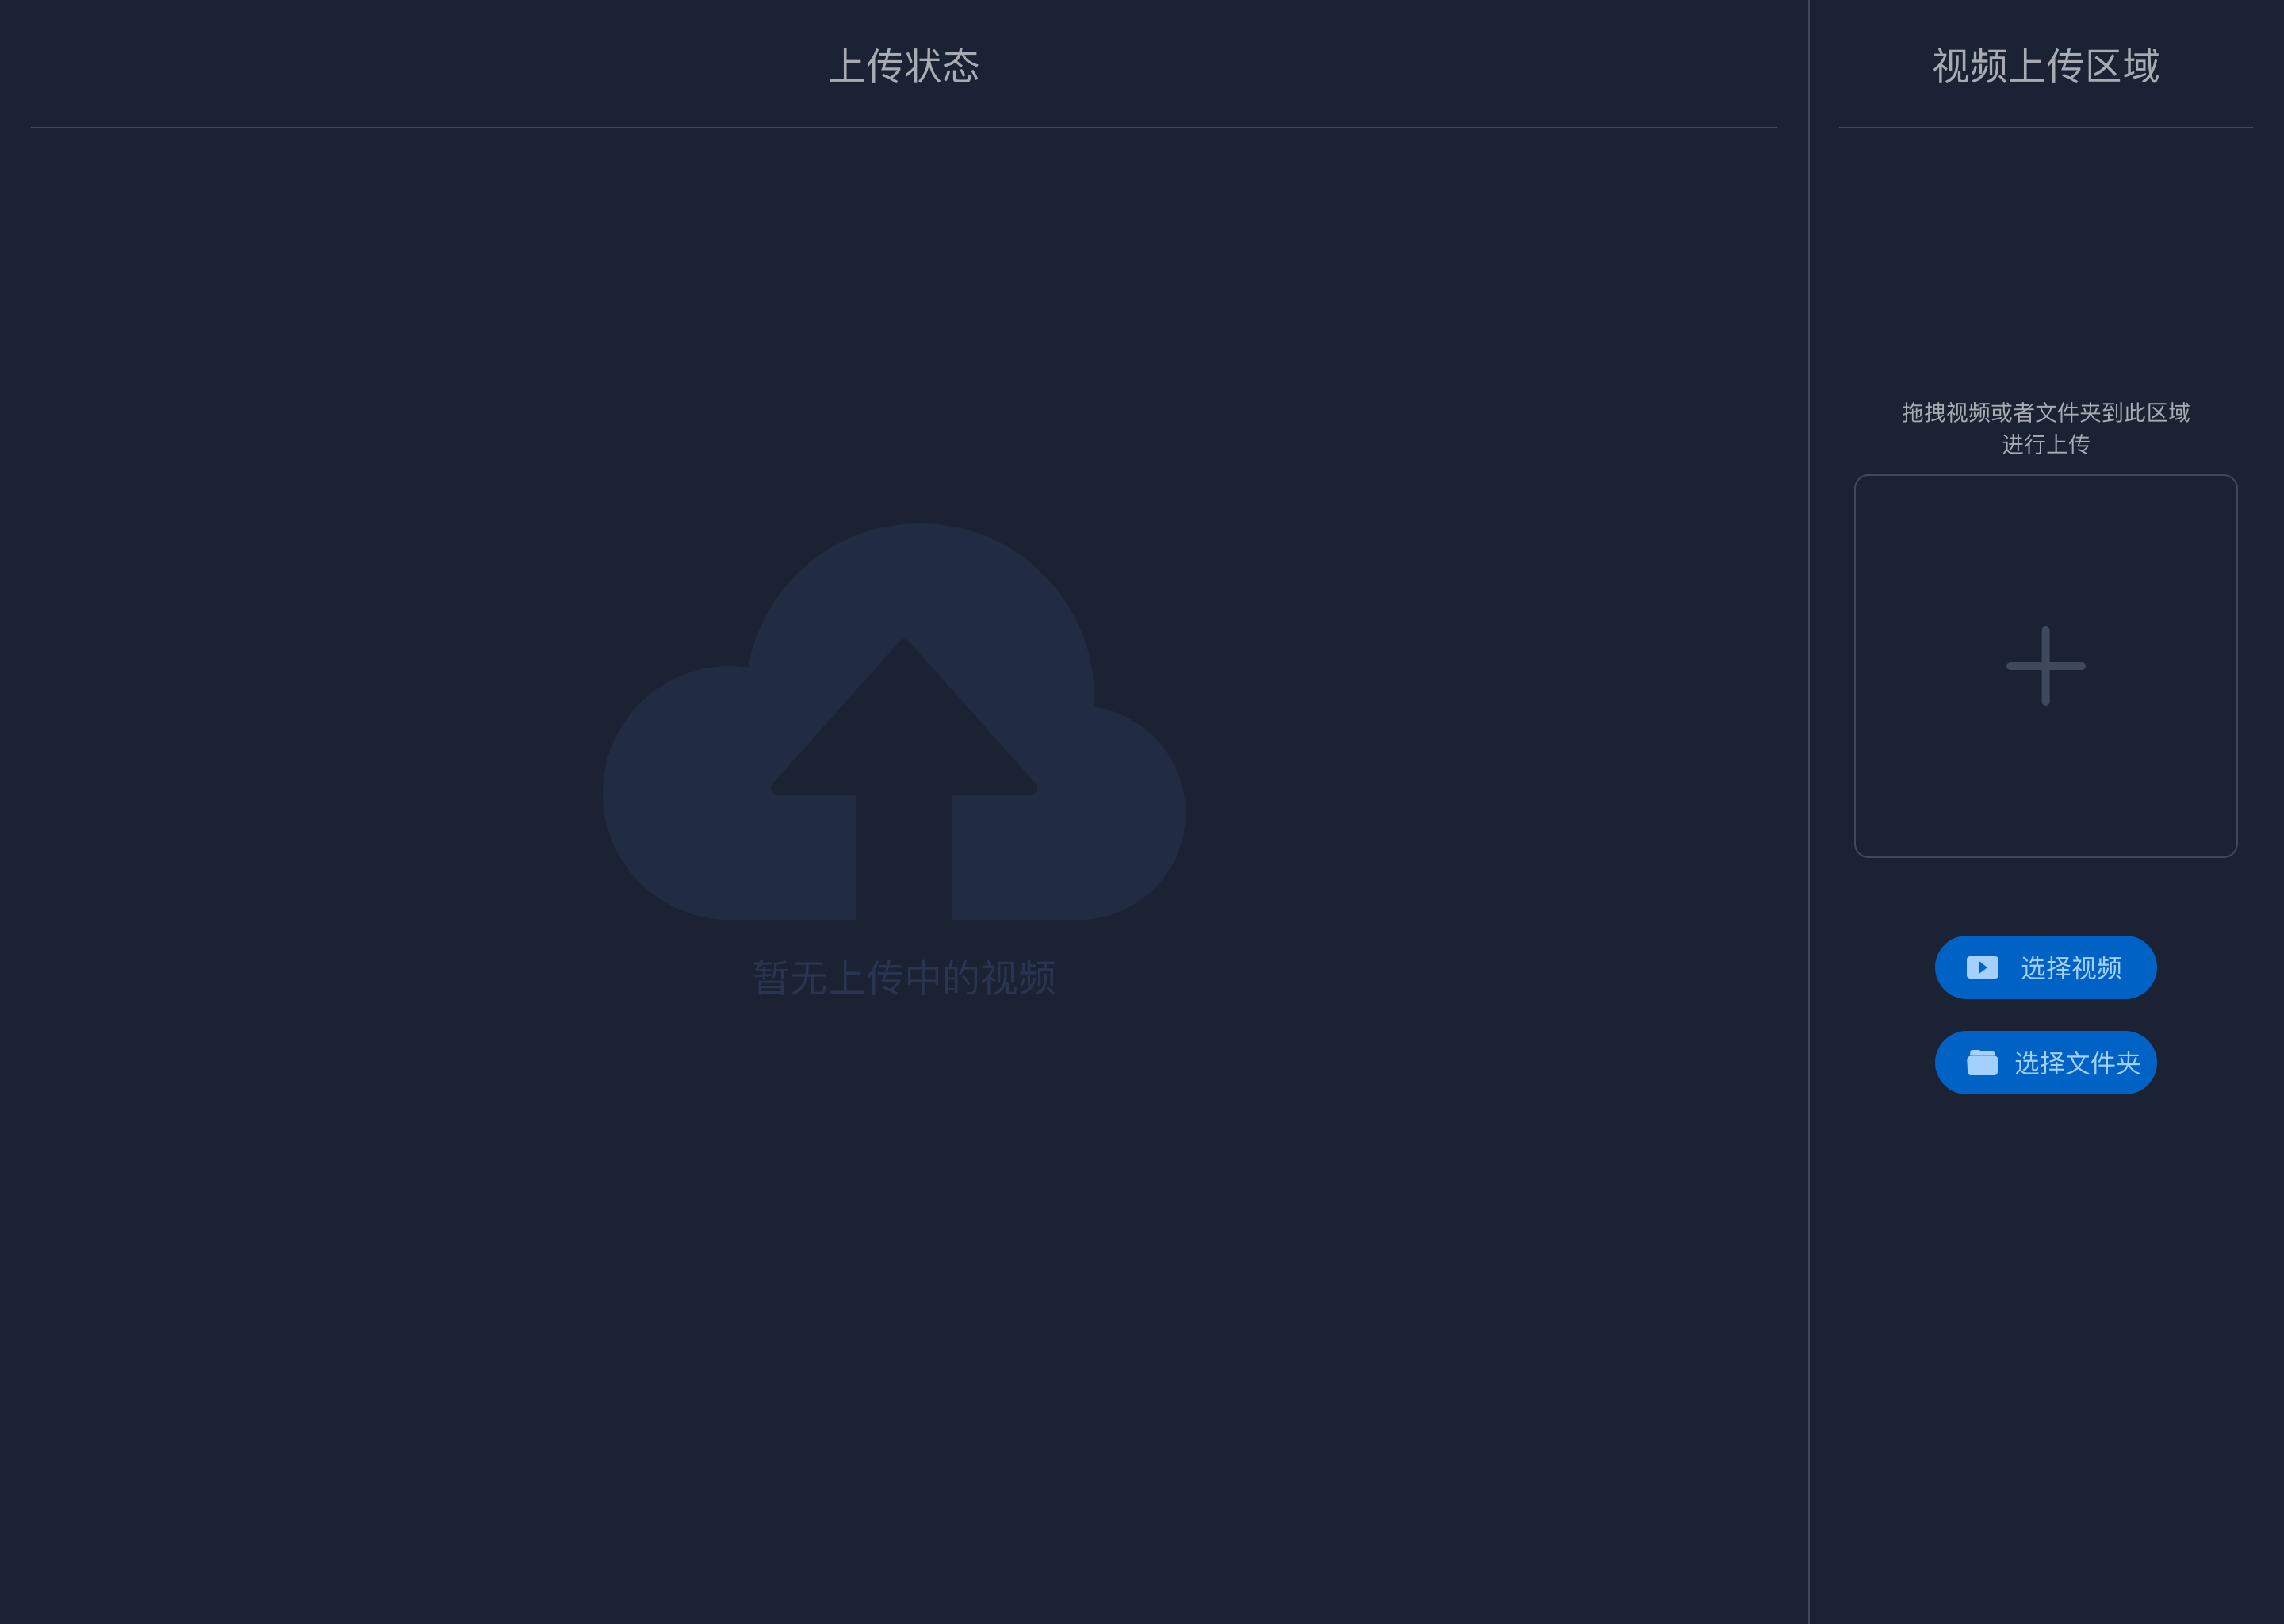 上传状态
视频上传区域
拖拽视频或者文件夹到此区域
进行上传
暂无上传中的视频
选择视频
选择文件夹